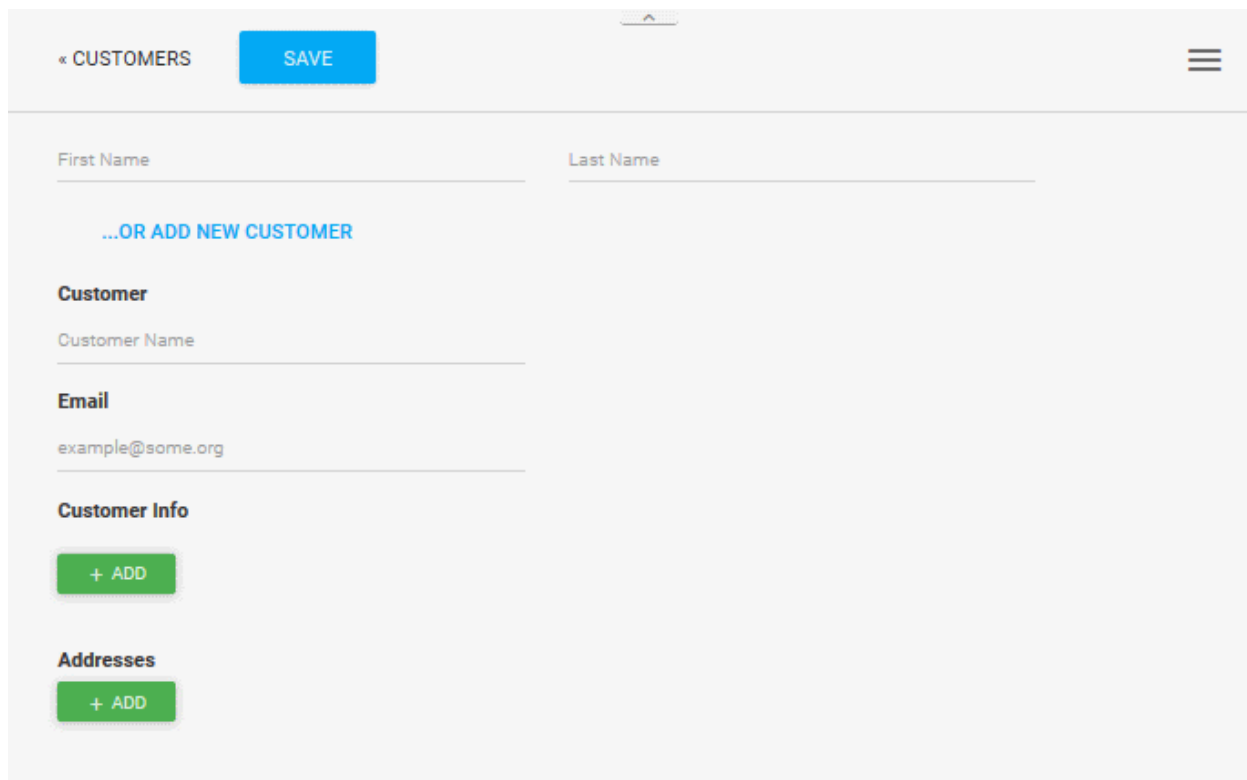 « CUSTOMERS SAVE
First Name Last Name
...OR ADD NEW CUSTOMER
Customer
Customer Name
Email
example@some.org
Customer Info
+ ADD
Addresses
+ ADD